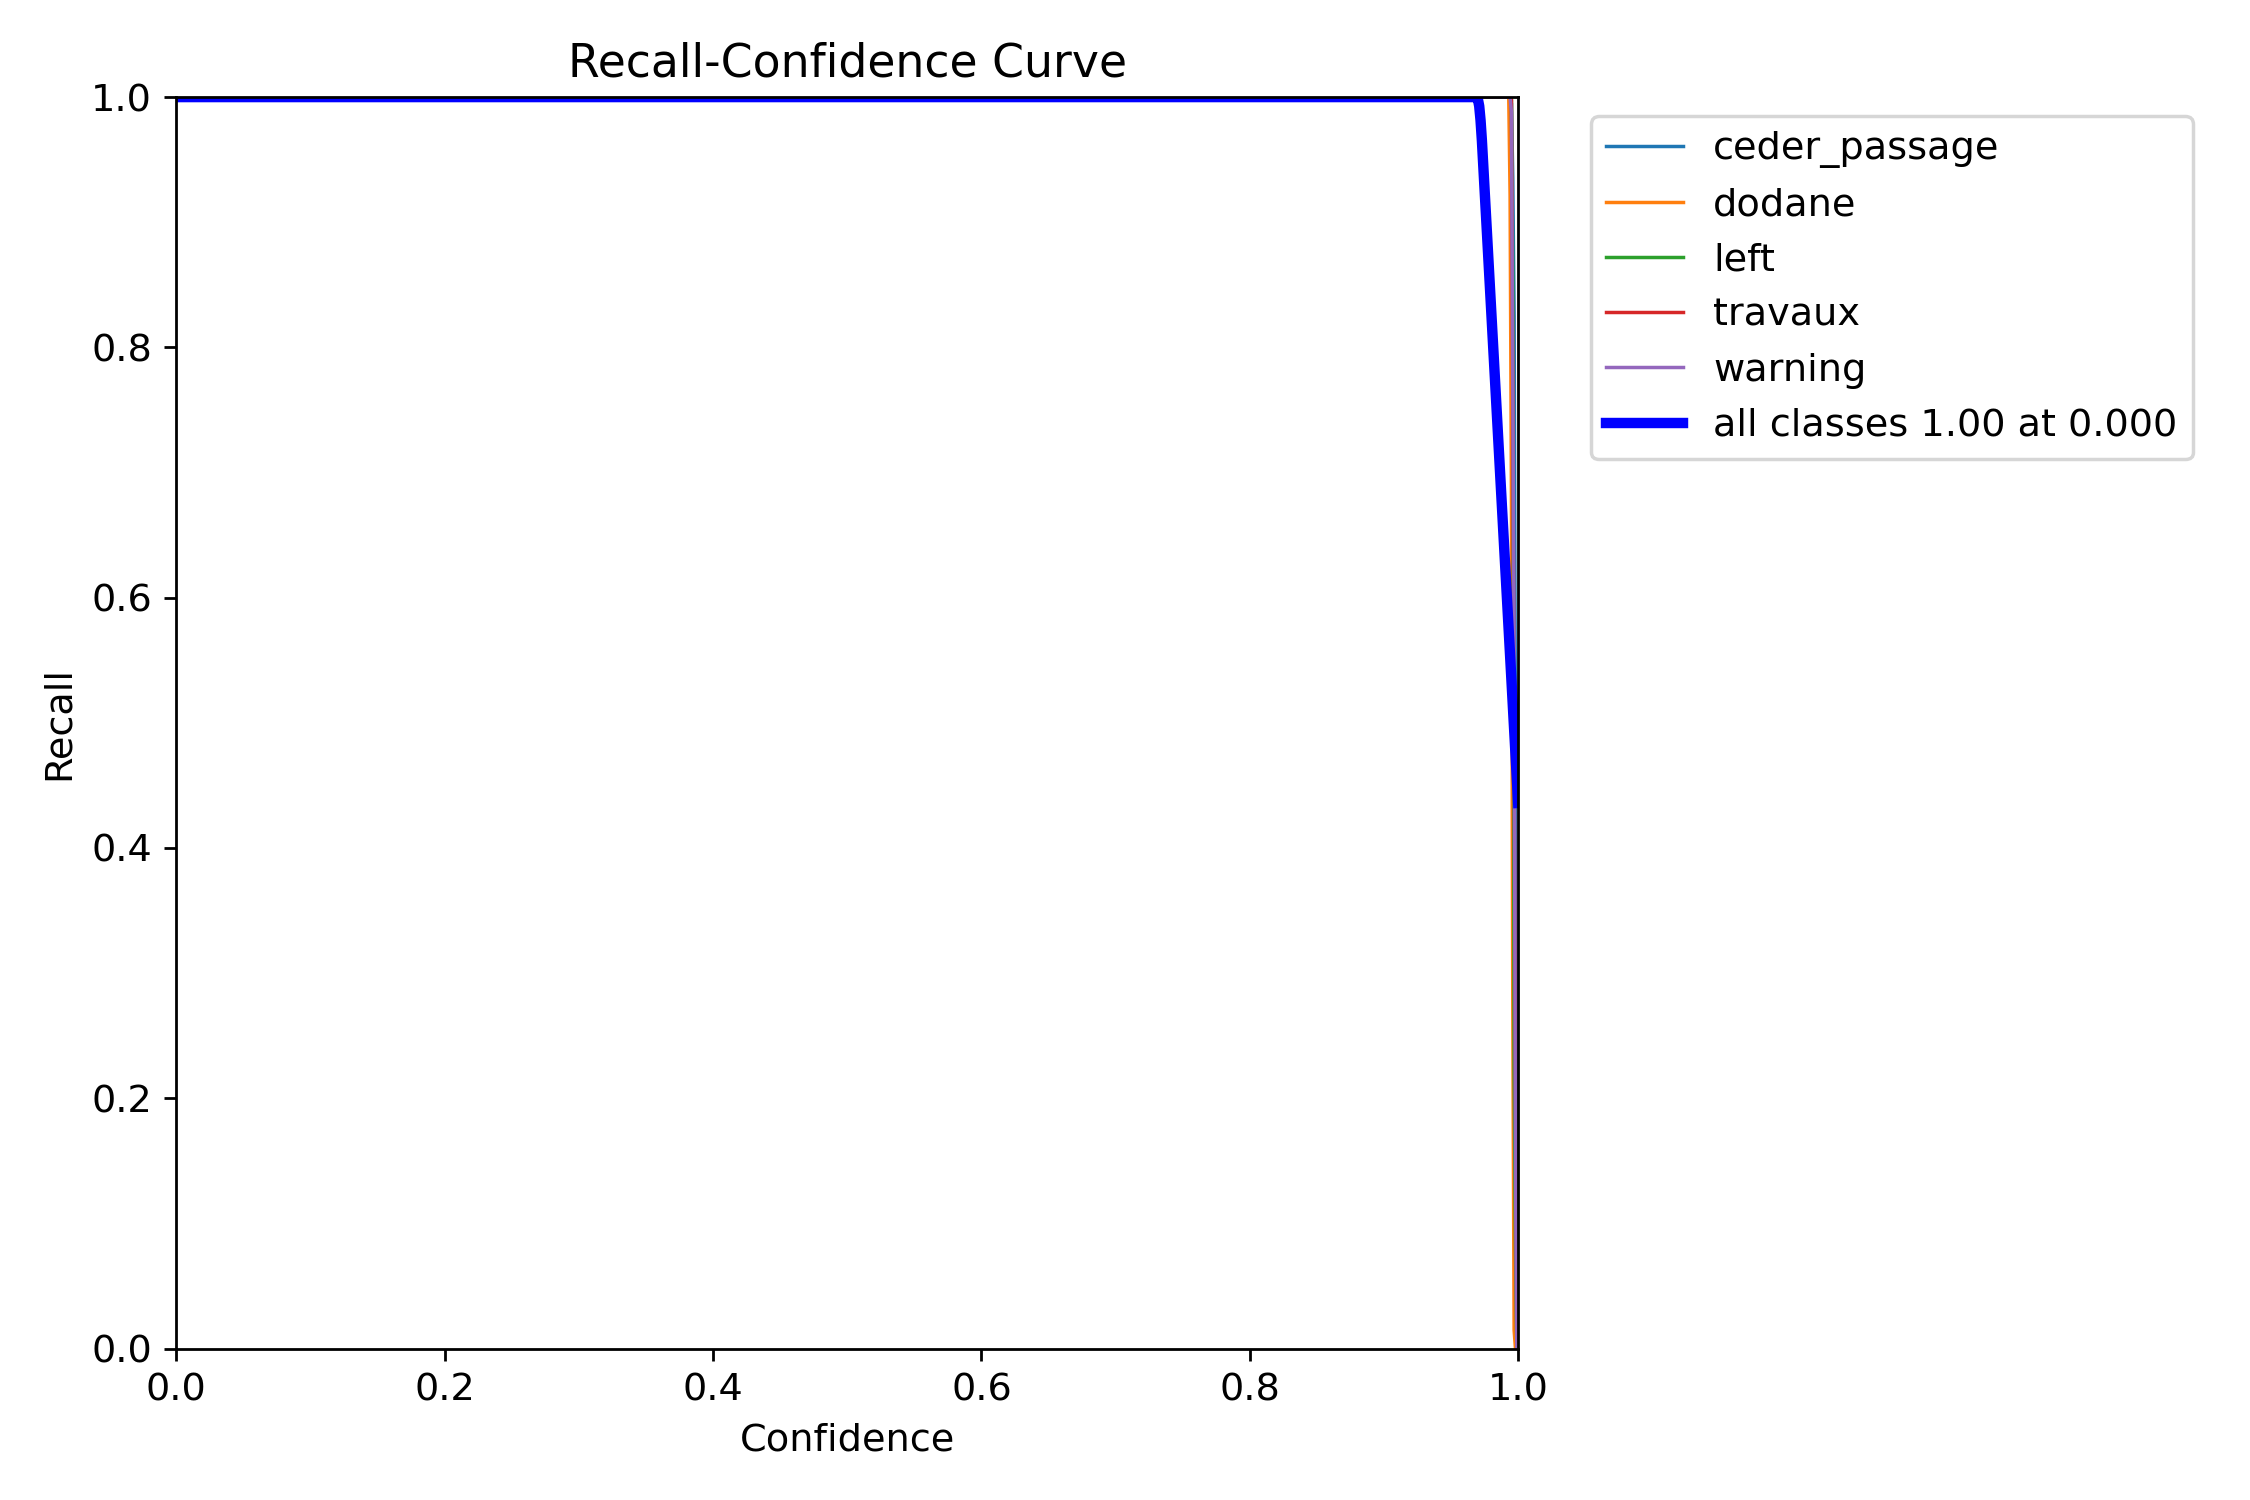 Recall-Confidence Curve
1.0
0.8
0.6
0.4
0.2
0.0
Recall
0.0 0.2 0.4 0.6 0.8 1.0
Confidence
ceder_passage
dodane
left
travaux
warning
all classes 1.00 at 0.000